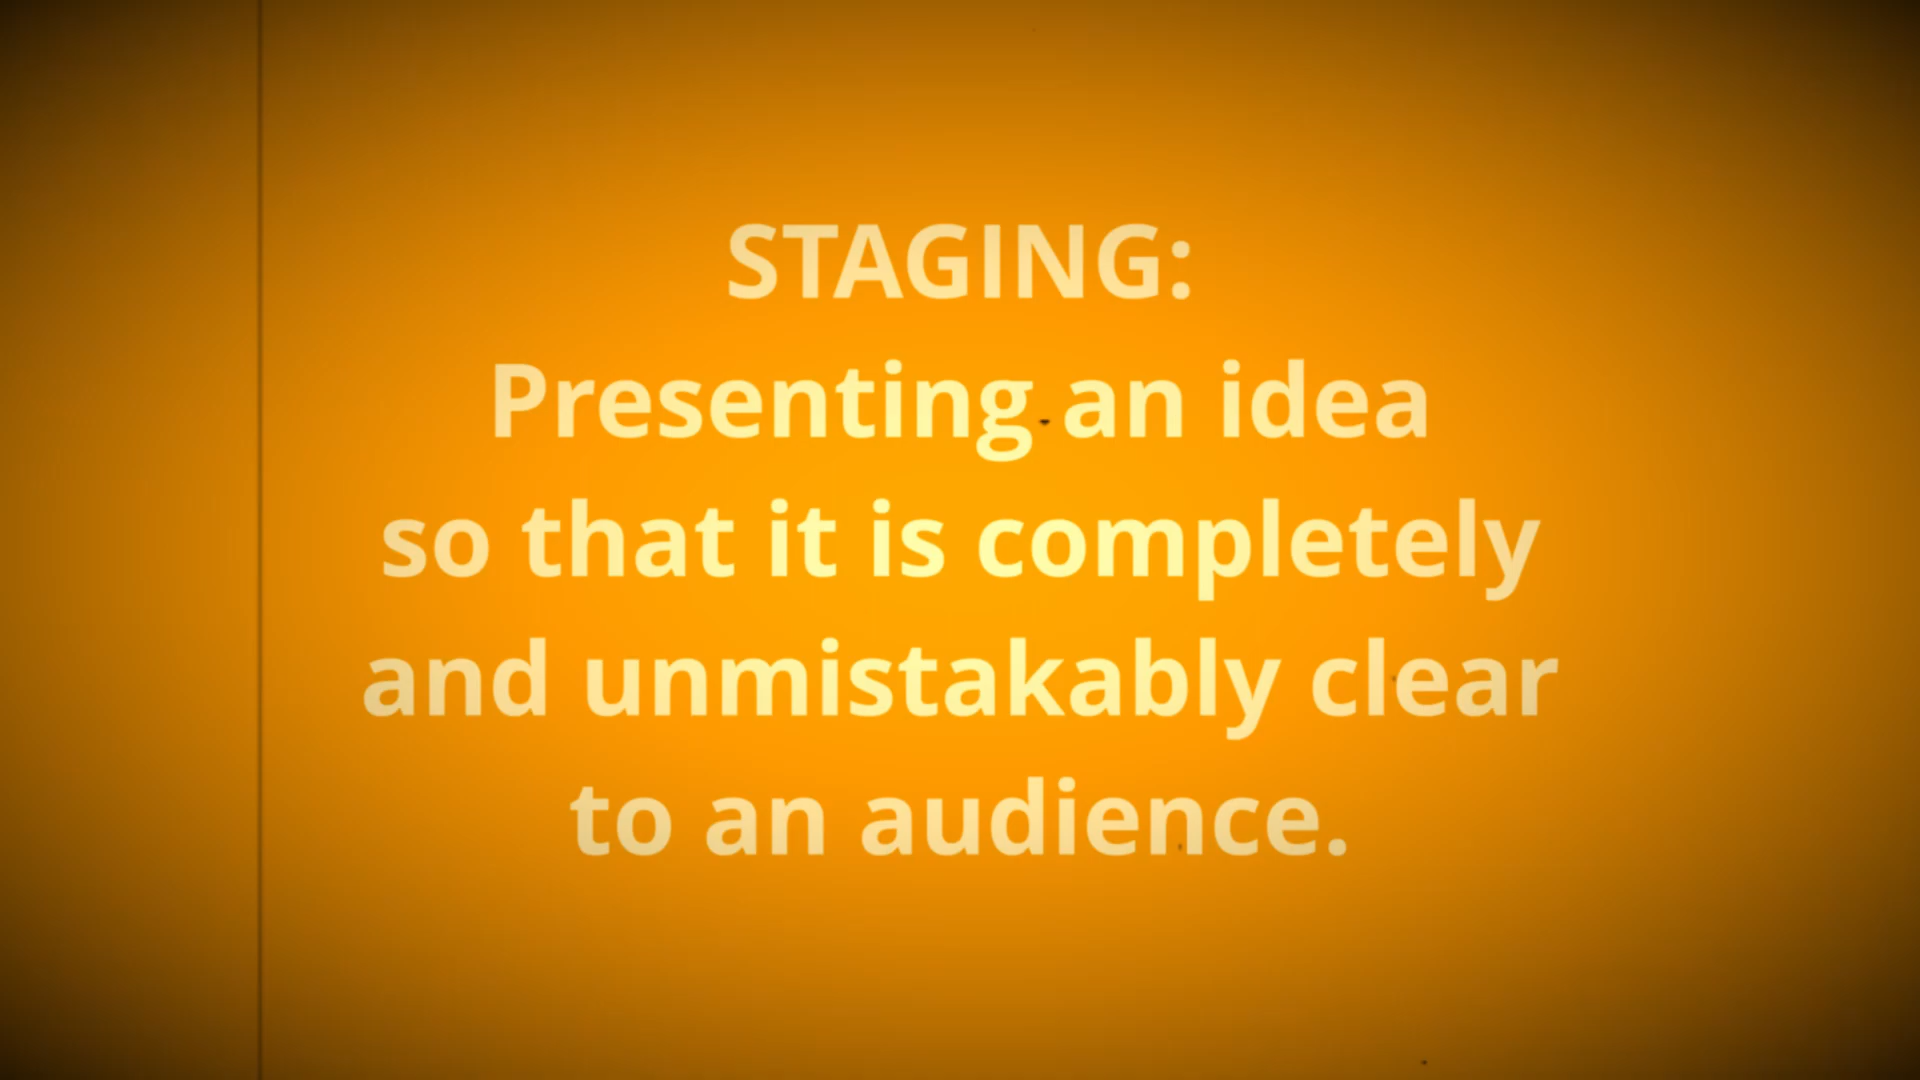 STAGING:
Presenting an idea
so that it is completely
and unmistakably clear
to an audience.